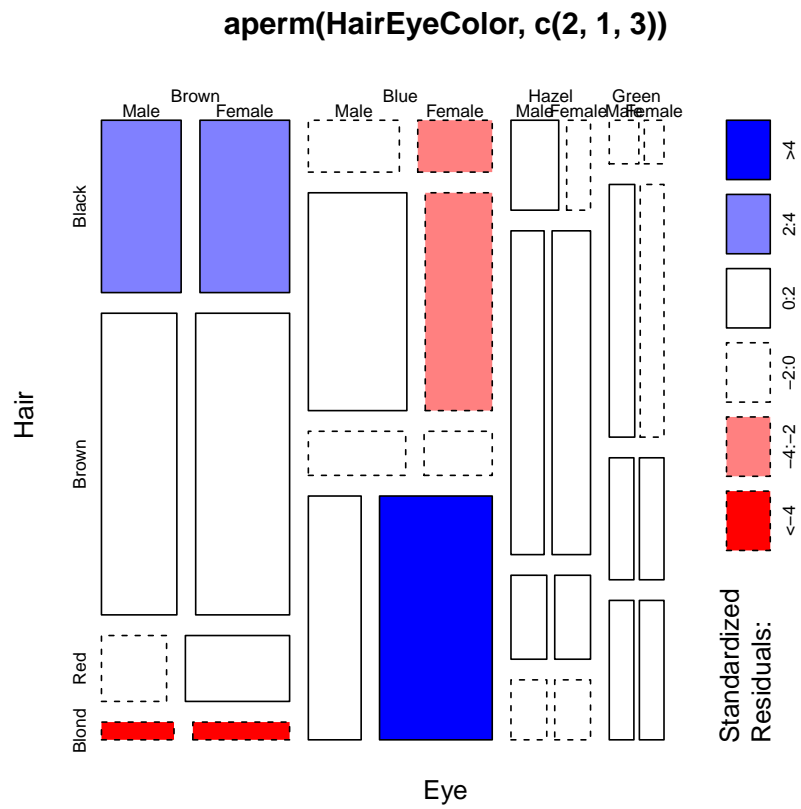 aperm(HairEyeColor, c(2, 1, 3))
Brown Blue Hazel Green
Male Female Male Female Male Female Male Female
Black
Brown
Red
Blond
Hair
Eye
>4
2:4
0:2
−2:0
−4:−2
<−4
Standardized
Residuals: